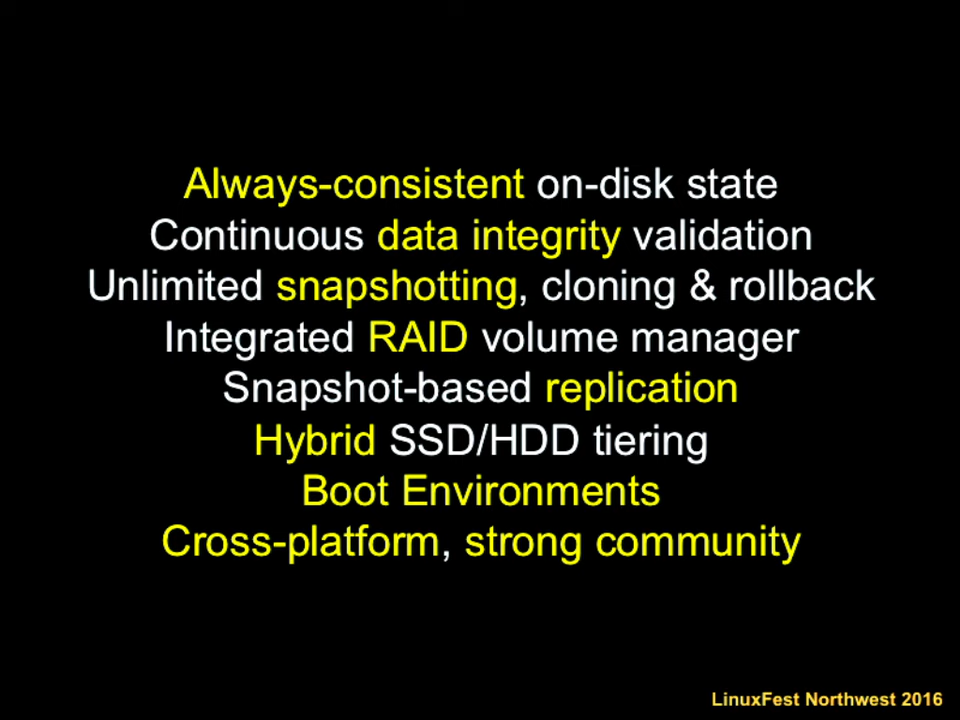 Always-consistent on-disk state
Continuous data integrity validation
Unlimited snapshotting, cloning & rollback
Integrated RAID volume manager
Snapshot-based replication
Hybrid SSD/HDD tiering
Boot Environments
Cross-platform, strong community
LinuxFest Northwest 2016